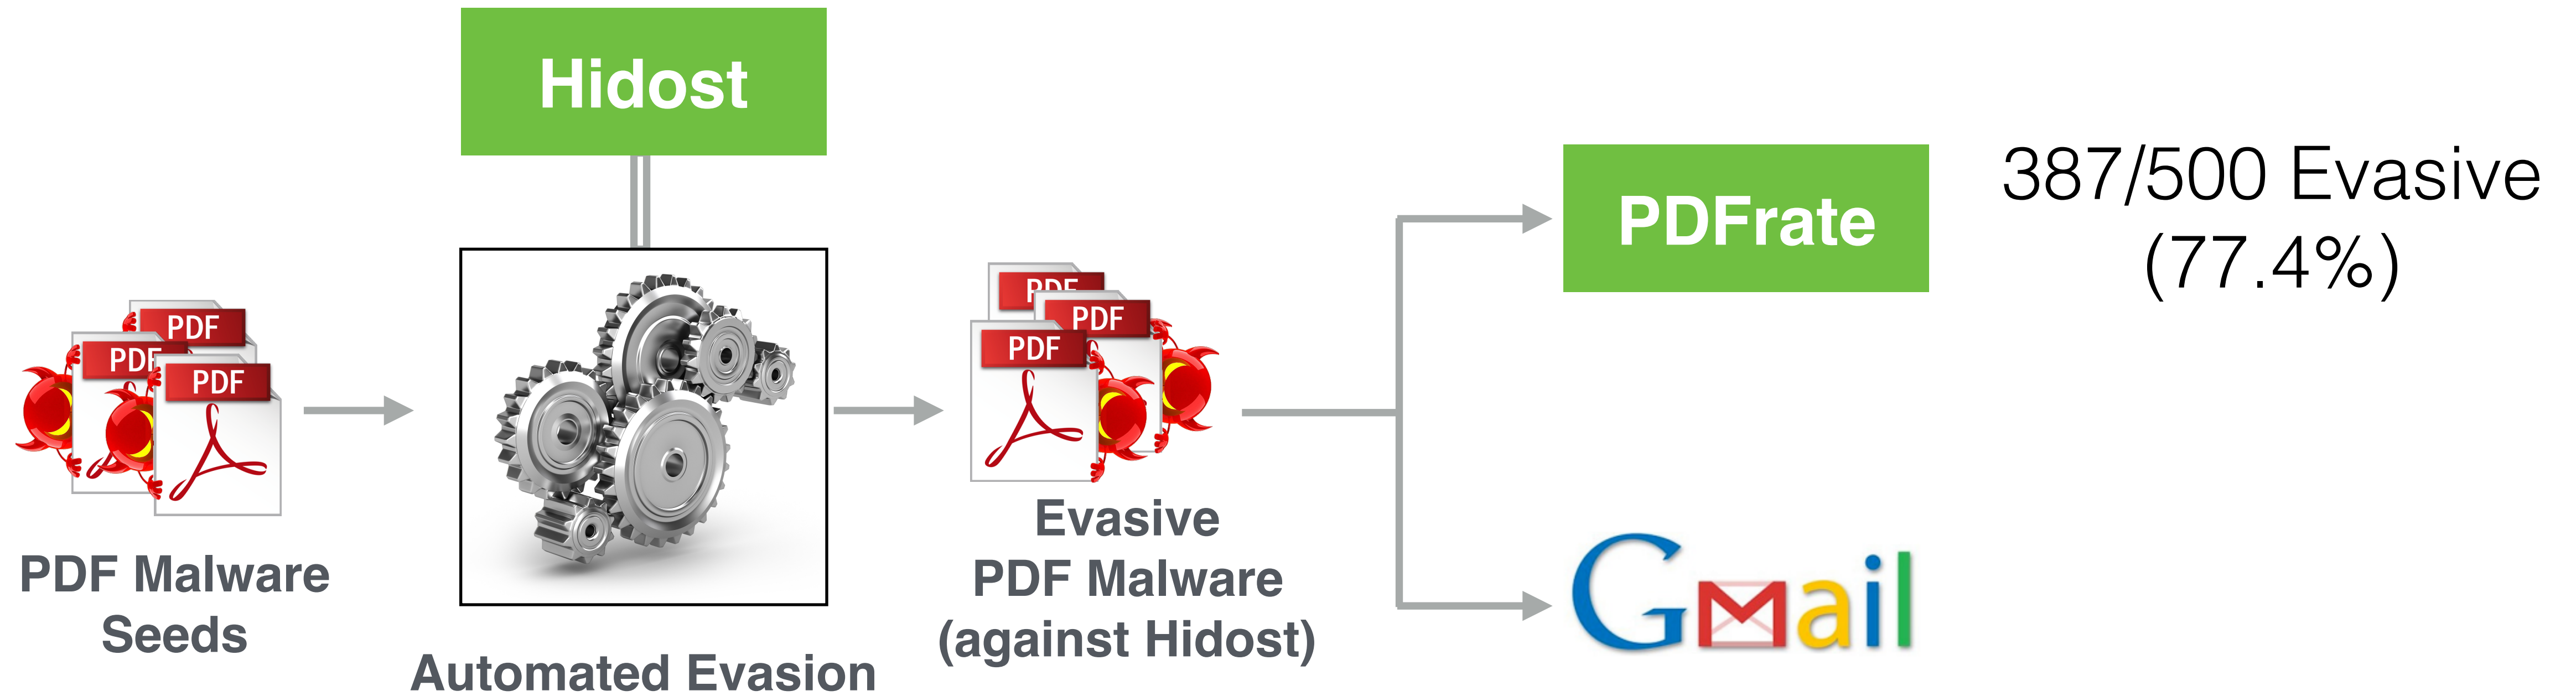 Hidost
PDFrate
387/500 Evasive
(77.4%)
PDF
PDF
PDF
PDF
PDF
PDF
PDF Malware
Seeds
Automated Evasion
Evasive
PDF Malware
(against Hidost)
Gmail